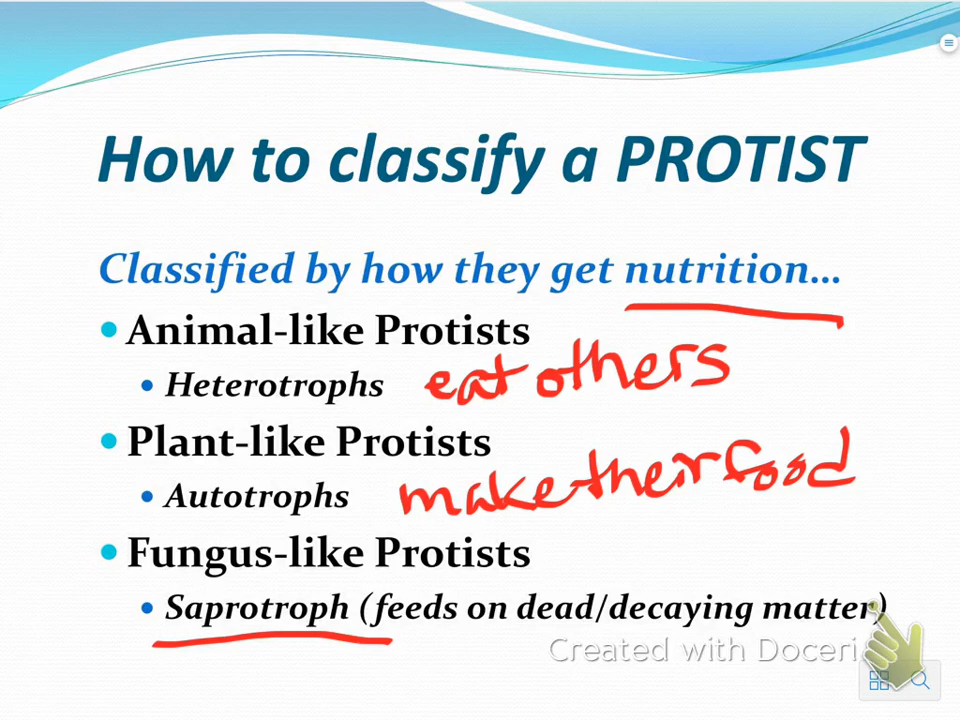 How to classify a PROTIST
Classified by how they get nutrition...
• Animal-like Protists
• Heterotrophs eat others
• Plant-like Protists
• Autotrophs make their food
• Fungus-like Protists
• Saprotroph (feeds on dead/decaying matter)
Created with Doceri